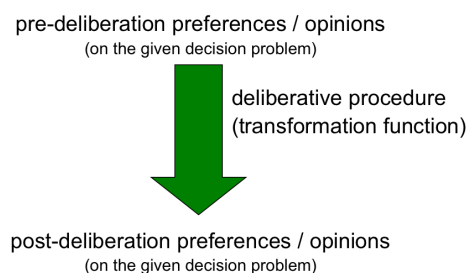 pre-deliberation preferences / opinions
(on the given decision problem)
deliberative procedure
(transformation function)
post-deliberation preferences / opinions
(on the given decision problem)